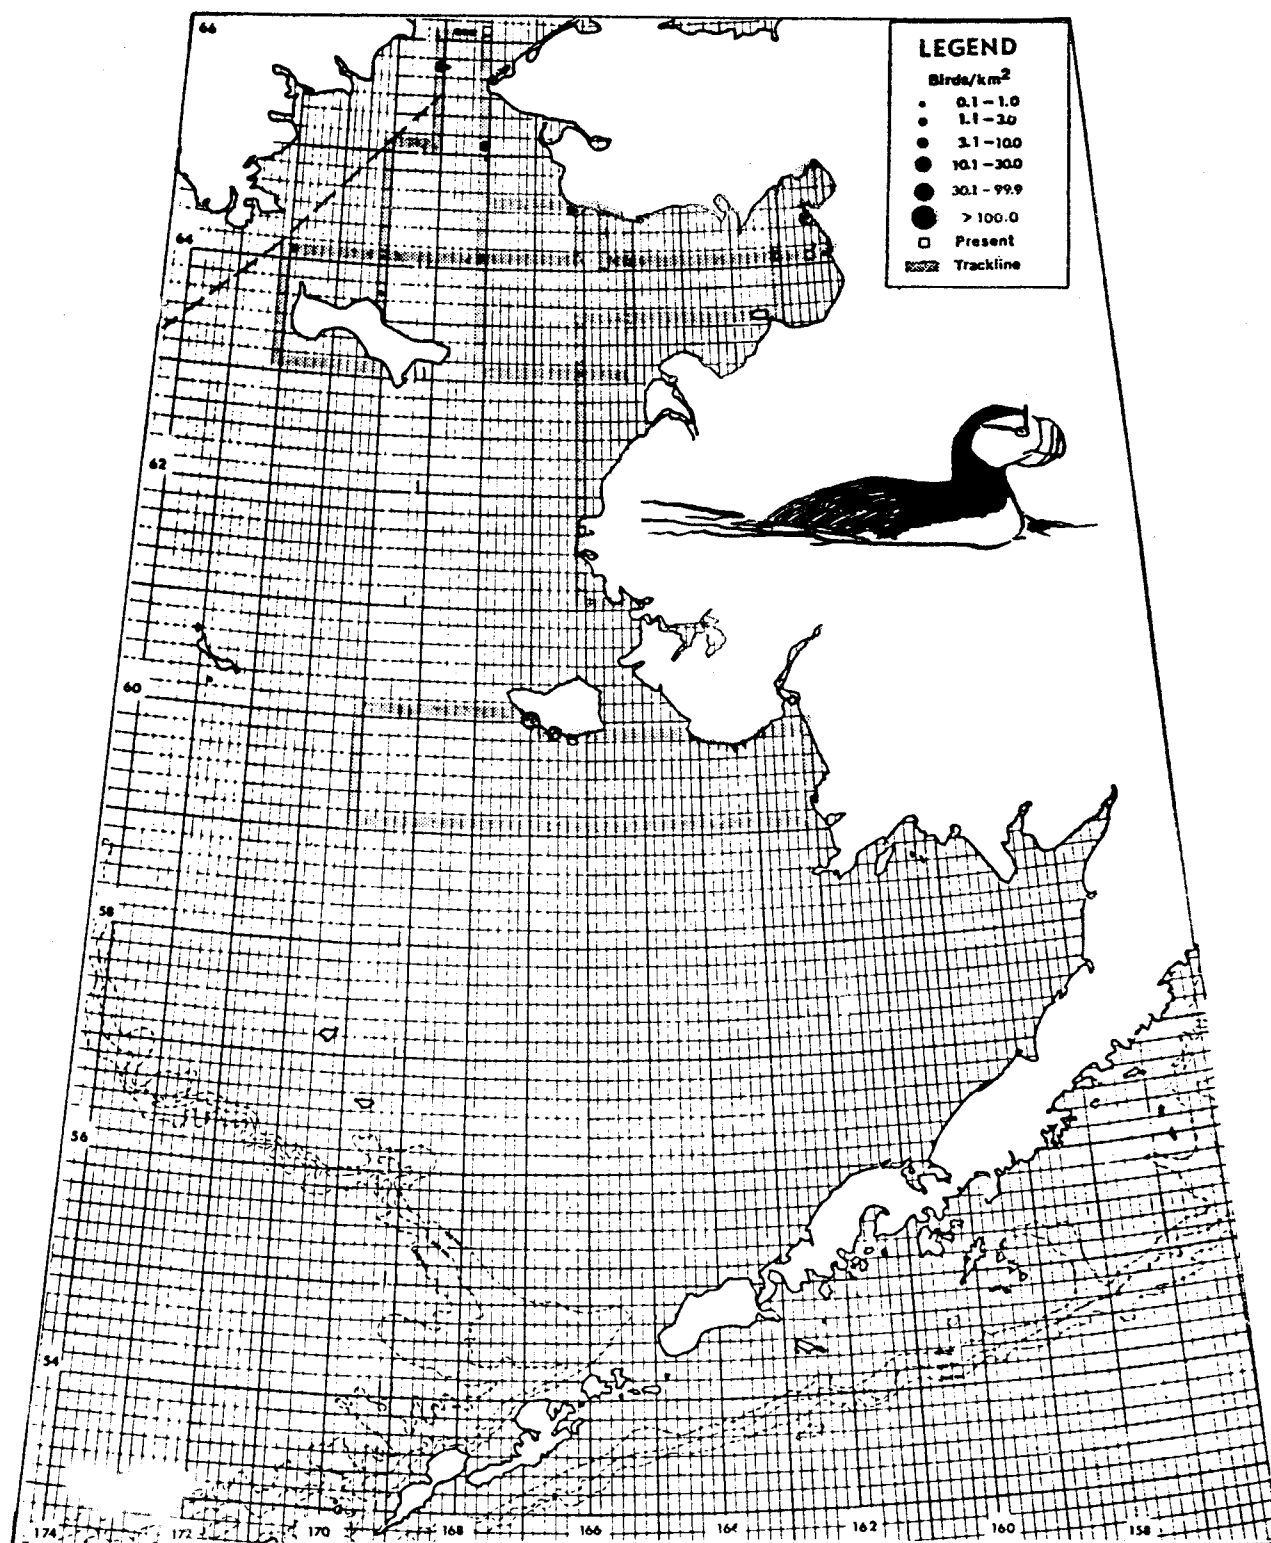 66
LEGEND
Birds/km²
0.1 – 1.0
1.1 – 3.0
3.1 – 10.0
10.1 – 30.0
30.1 – 99.9
> 100.0
Present
Trackline
64
62
60
58
56
54
174 172 170 168 166 164 162 160 158